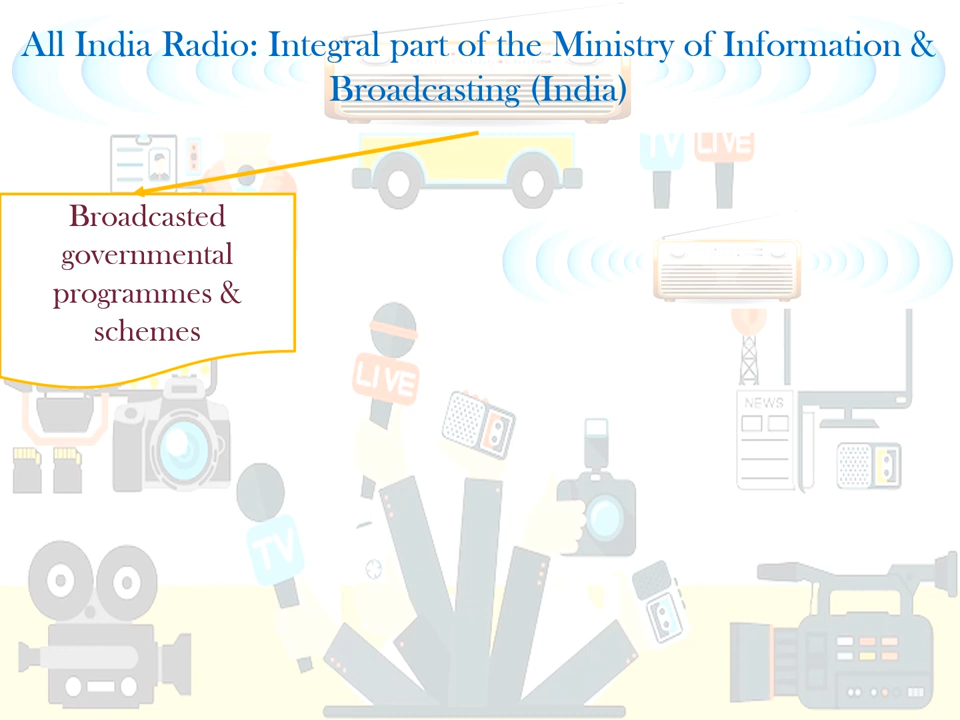 All India Radio: Integral part of the Ministry of Information &
Broadcasting (India)
TV
LIVE
Broadcasted
governmental
programmes &
schemes
LIVE
NEWS
TV